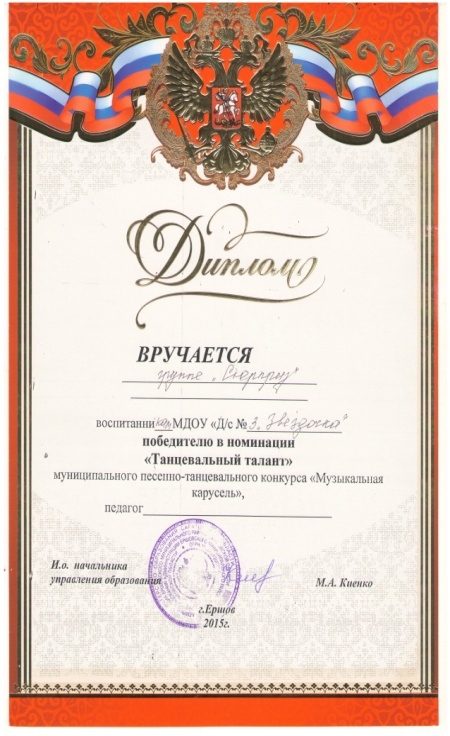 Диплом
ВРУЧАЕТСЯ
группе „Сюрприз"
воспитанникам МДОУ «Д/с № 3 „Звёздочка"
победителю в номинации
«Танцевальный талант»
муниципального песенно-танцевального конкурса «Музыкальная
карусель»,
педагог
И.о. начальника
управления образования
М.А. Киенко
г.Ершов
2015г.